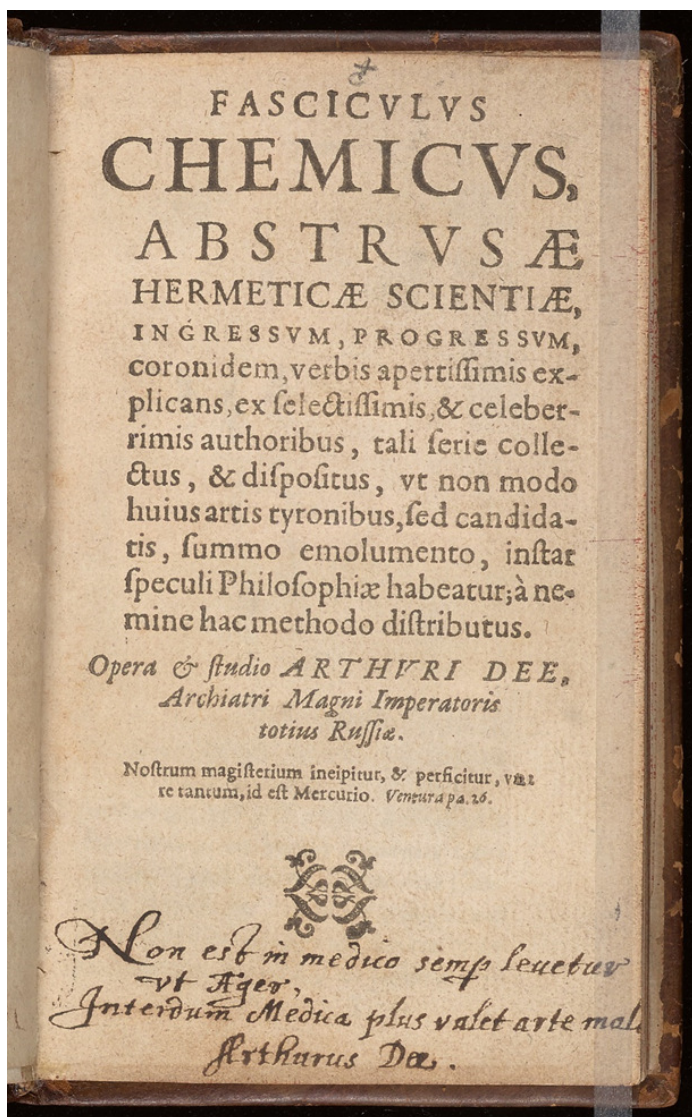 FASCICVLVS
CHEMICVS,
ABSTRVSÆ
HERMETICÆ SCIENTIÆ,
INGRESSVM, PROGRESSVM,
coronidem, verbis apertiſſimis ex-
plicans, ex ſelectiſſimis, & celeber-
rimis authoribus, tali ſerie colle-
ctus, & diſpoſitus, vt non modo
huius artis tyronibus, ſed candida-
tis, ſummo emolumento, inſtar
ſpeculi Philoſophiæ habeatur; à ne-
mine hac methodo diſtributus.
Opera & ſtudio ARTHVRI DEE,
Archiatri Magni Imperatoris
totius Ruſſiæ.
Noſtrum magiſterium incipitur, & perficitur, vna
re tantum, id eſt Mercurio. Ventura pa. 26.
Non est in medico semp leuetur
vt Æger,
Interdum Medica plus valet arte mal
Arthurus Dee.